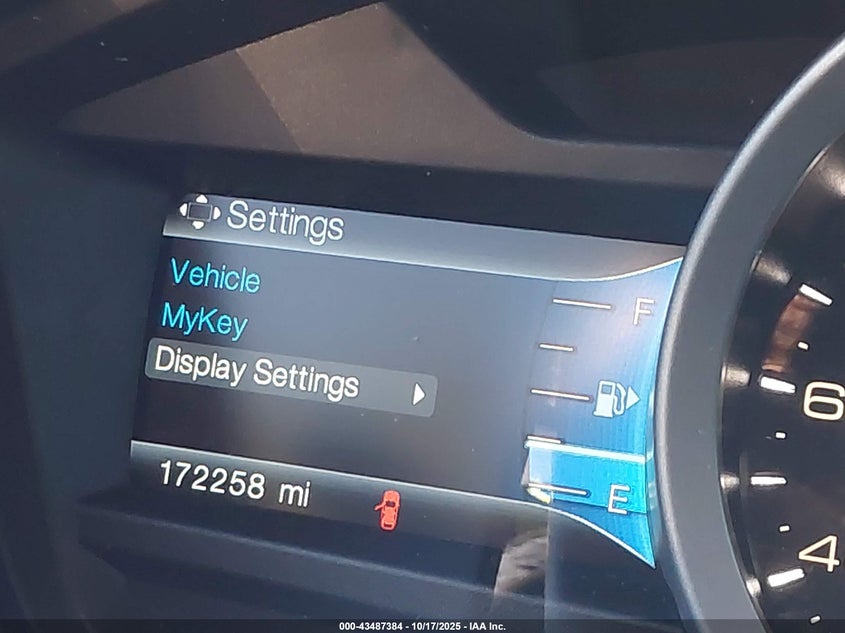 Settings
Vehicle
MyKey
Display Settings
172258 mi
F
E
6
4
000-43487384 - 10/17/2025 - IAA Inc.